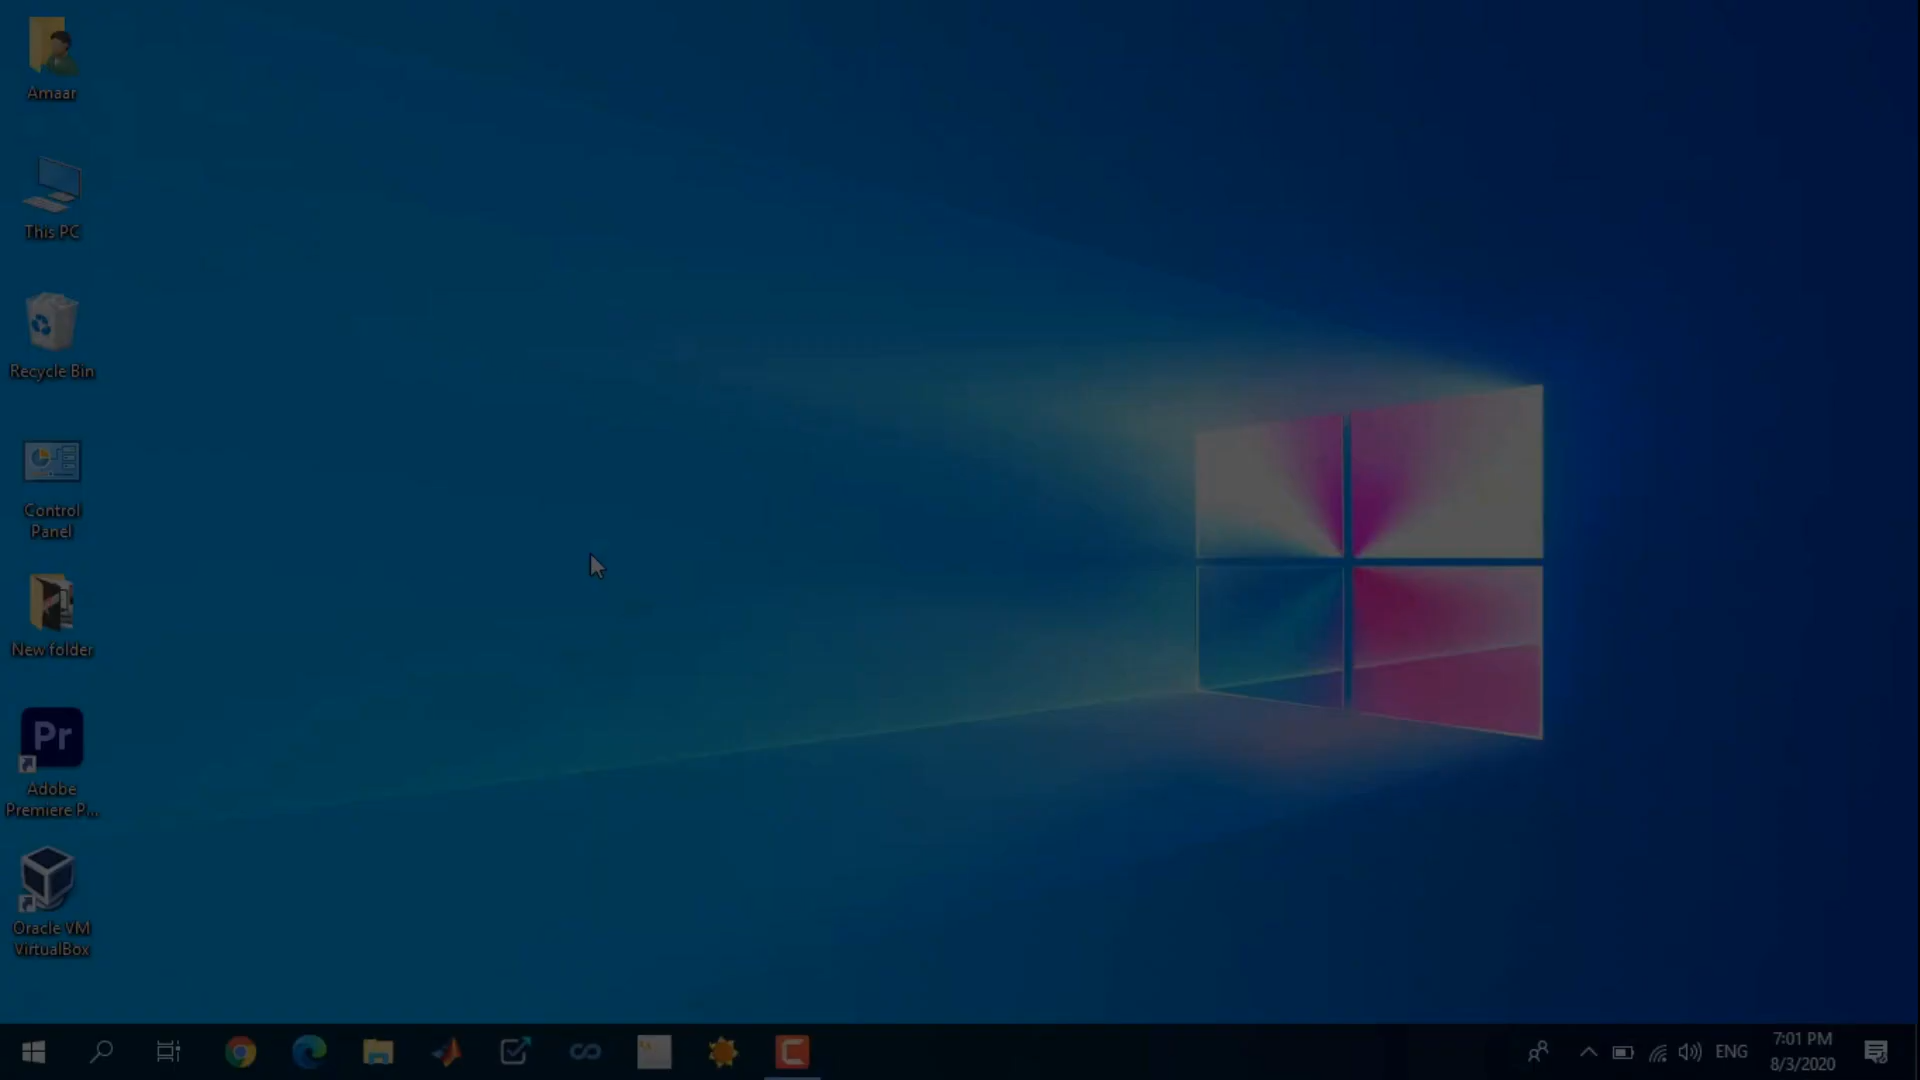 Amaar
This PC
Recycle Bin
Control
Panel
New folder
Pr
Adobe
Premiere P...
Oracle VM
VirtualBox
ENG
7:01 PM
8/3/2020